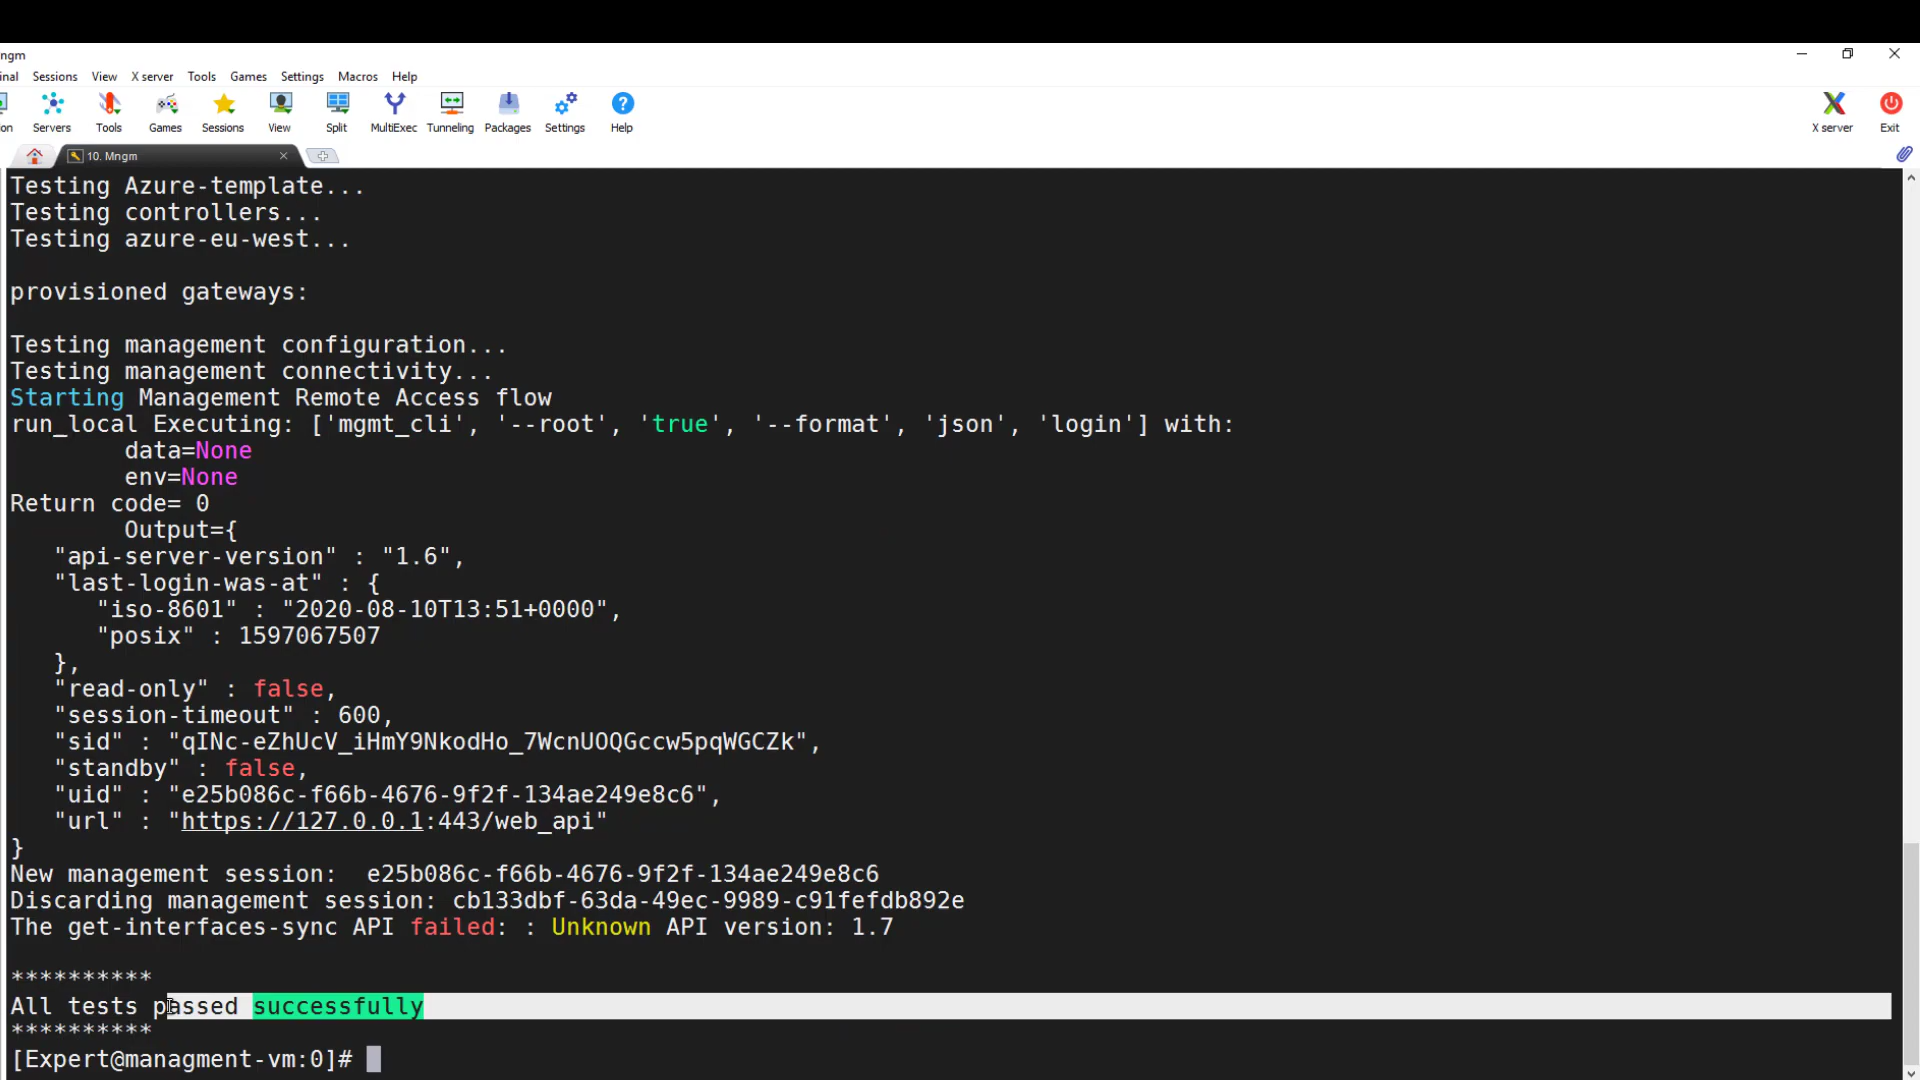 ngm
inal Sessions View X server Tools Games Settings Macros Help
on Servers Tools Games Sessions View Split MultiExec Tunneling Packages Settings Help X server Exit
10. Mngm
Testing Azure-template...
Testing controllers...
Testing azure-eu-west...
provisioned gateways:
Testing management configuration...
Testing management connectivity...
Starting Management Remote Access flow
run_local Executing: ['mgmt_cli', '--root', 'true', '--format', 'json', 'login'] with:
data=None
env=None
Return code= 0
Output={
"api-server-version" : "1.6",
"last-login-was-at" : {
"iso-8601" : "2020-08-10T13:51+0000",
"posix" : 1597067507
},
"read-only" : false,
"session-timeout" : 600,
"sid" : "qINc-eZhUcV_iHmY9NkodHo_7WcnUOQGccw5pqWGCZk",
"standby" : false,
"uid" : "e25b086c-f66b-4676-9f2f-134ae249e8c6",
"url" : "https://127.0.0.1:443/web_api"
}
New management session:  e25b086c-f66b-4676-9f2f-134ae249e8c6
Discarding management session: cb133dbf-63da-49ec-9989-c91fefdb892e
The get-interfaces-sync API failed: : Unknown API version: 1.7
**********
All tests passed successfully
**********
[Expert@managment-vm:0]#